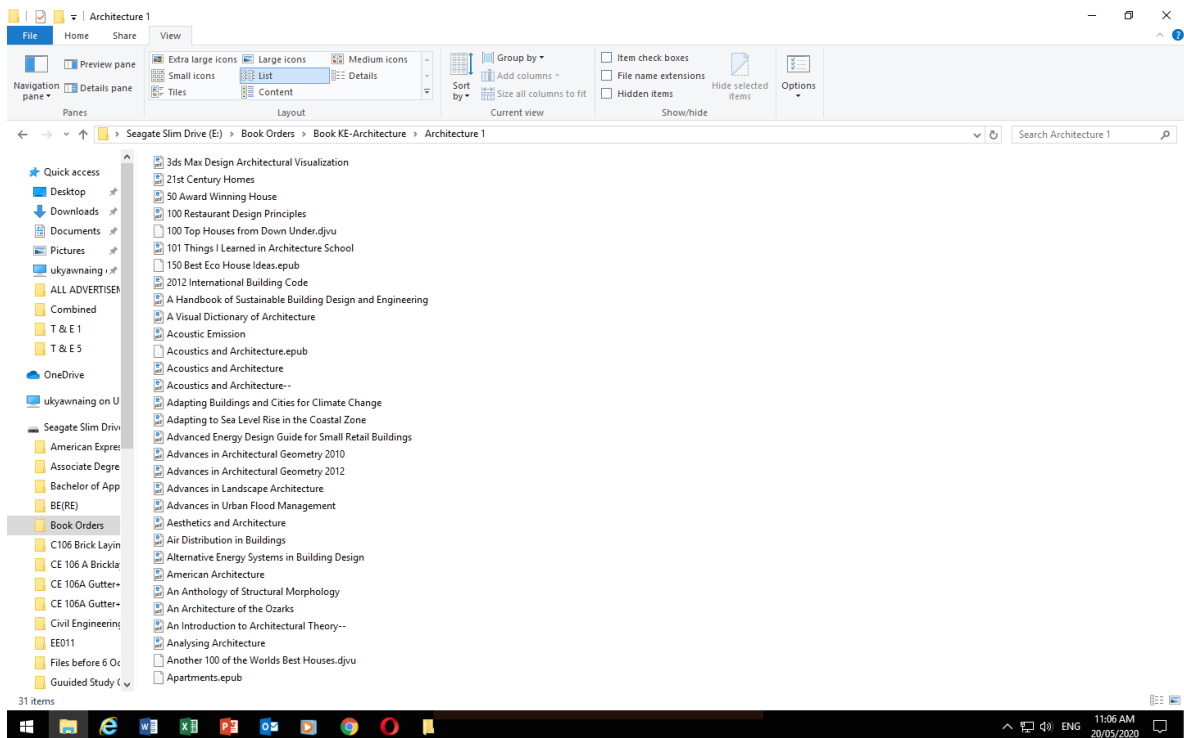 Architecture 1
File Home Share View
Navigation pane
Preview pane
Details pane
Panes
Extra large icons Large icons Medium icons
Small icons List Details
Tiles Content
Layout
Sort by
Group by
Add columns
Size all columns to fit
Current view
Item check boxes
File name extensions
Hidden items
Hide selected items
Show/hide
Options
Seagate Slim Drive (E:) > Book Orders > Book KE-Architecture > Architecture 1
Search Architecture 1
Quick access
Desktop
Downloads
Documents
Pictures
ukyawnaing
ALL ADVERTISEM
Combined
T & E 1
T & E 5
OneDrive
ukyawnaing on U
Seagate Slim Driv
American Expres
Associate Degre
Bachelor of App
BE(RE)
Book Orders
C106 Brick Layin
CE 106 A Brickla
CE 106A Gutter+
CE 106A Gutter+
Civil Engineering
EE011
Files before 6 Oc
Guuided Study (
3ds Max Design Architectural Visualization
21st Century Homes
50 Award Winning House
100 Restaurant Design Principles
100 Top Houses from Down Under.djvu
101 Things I Learned in Architecture School
150 Best Eco House Ideas.epub
2012 International Building Code
A Handbook of Sustainable Building Design and Engineering
A Visual Dictionary of Architecture
Acoustic Emission
Acoustics and Architecture.epub
Acoustics and Architecture
Acoustics and Architecture--
Adapting Buildings and Cities for Climate Change
Adapting to Sea Level Rise in the Coastal Zone
Advanced Energy Design Guide for Small Retail Buildings
Advances in Architectural Geometry 2010
Advances in Architectural Geometry 2012
Advances in Landscape Architecture
Advances in Urban Flood Management
Aesthetics and Architecture
Air Distribution in Buildings
Alternative Energy Systems in Building Design
American Architecture
An Anthology of Structural Morphology
An Architecture of the Ozarks
An Introduction to Architectural Theory--
Analysing Architecture
Another 100 of the Worlds Best Houses.djvu
Apartments.epub
31 items
ENG
11:06 AM
20/05/2020